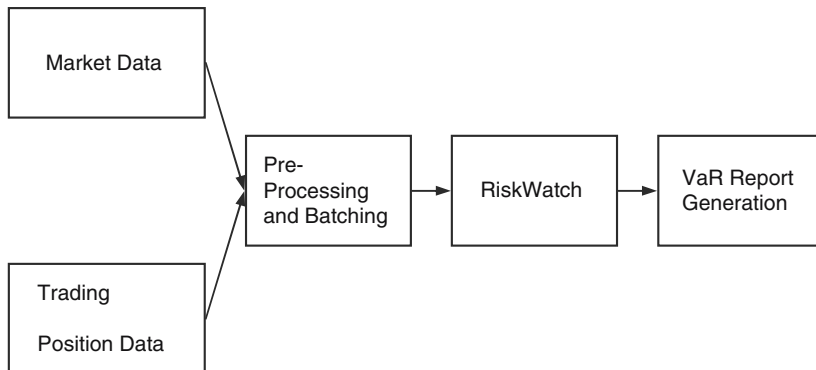 Market Data
Trading
Position Data
Pre-
Processing
and Batching
RiskWatch
VaR Report
Generation